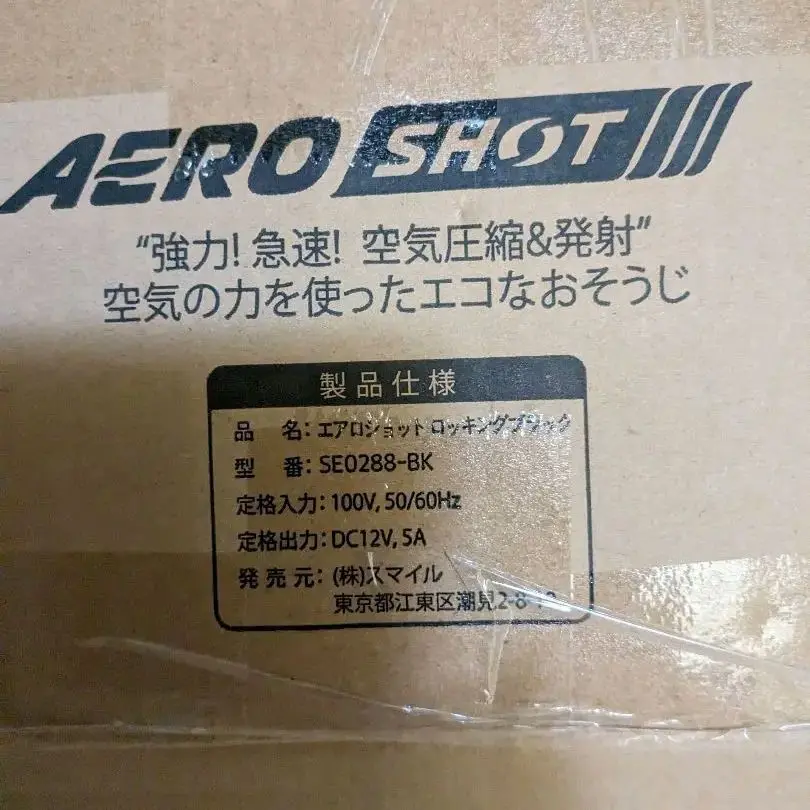 AERO SHOT
“強力! 急速! 空気圧縮&発射”
空気の力を使ったエコなおそうじ
製品仕様
品 名: エアロショット ロッキングブラック
型 番: SE0288-BK
定格入力: 100V, 50/60Hz
定格出力: DC12V, 5A
発売元: (株)スマイル
東京都江東区潮見2-8-10